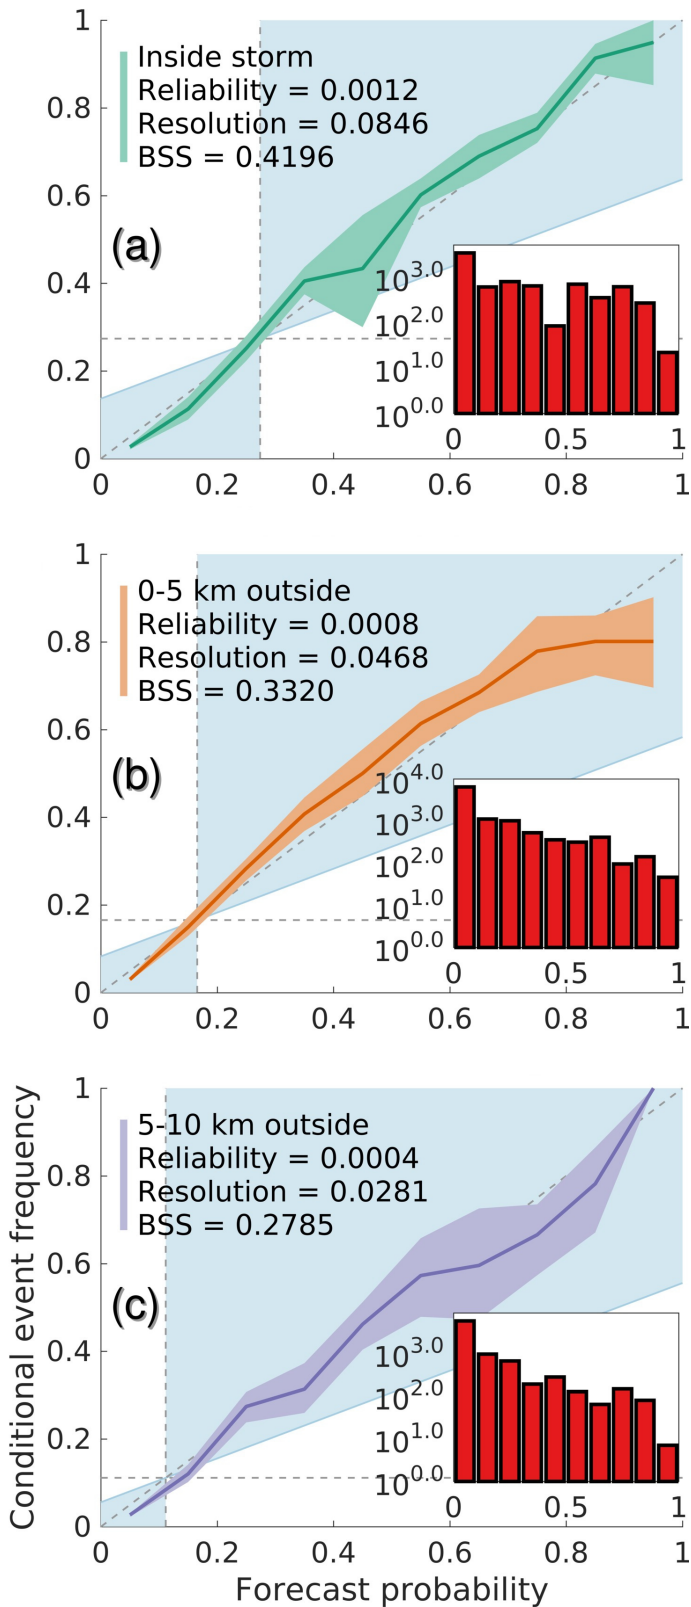 1
0.8
0.6
0.4
0.2
0
Inside storm
Reliability = 0.0012
Resolution = 0.0846
BSS = 0.4196
(a)
10^3.0
10^2.0
10^1.0
10^0.0
0 0.5 1
0 0.2 0.4 0.6 0.8 1
1
0.8
0.6
0.4
0.2
0
0-5 km outside
Reliability = 0.0008
Resolution = 0.0468
BSS = 0.3320
(b)
10^4.0
10^3.0
10^2.0
10^1.0
10^0.0
0 0.5 1
0 0.2 0.4 0.6 0.8 1
Conditional event frequency
1
0.8
0.6
0.4
0.2
0
5-10 km outside
Reliability = 0.0004
Resolution = 0.0281
BSS = 0.2785
(c)
10^3.0
10^2.0
10^1.0
10^0.0
0 0.5 1
0 0.2 0.4 0.6 0.8 1
Forecast probability